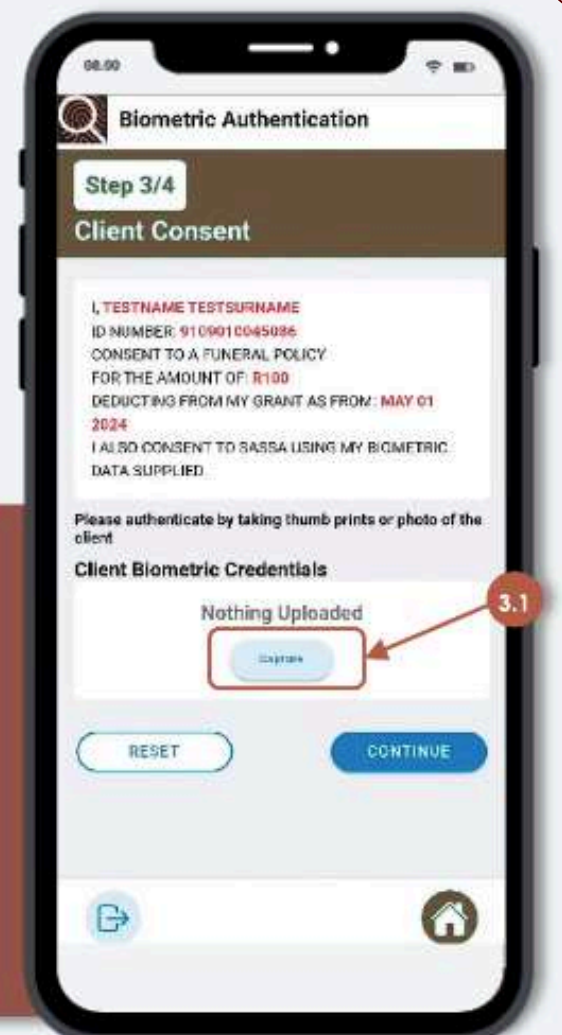 08.00
Biometric Authentication
Step 3/4
Client Consent
I, TESTNAME TESTSURNAME
ID NUMBER: 9109010045086
CONSENT TO A FUNERAL POLICY
FOR THE AMOUNT OF: R100
DEDUCTING FROM MY GRANT AS FROM: MAY 01
2024
I ALSO CONSENT TO SASSA USING MY BIOMETRIC
DATA SUPPLIED
Please authenticate by taking thumb prints or photo of the
client
Client Biometric Credentials
Nothing Uploaded
3.1
Capture
RESET
CONTINUE